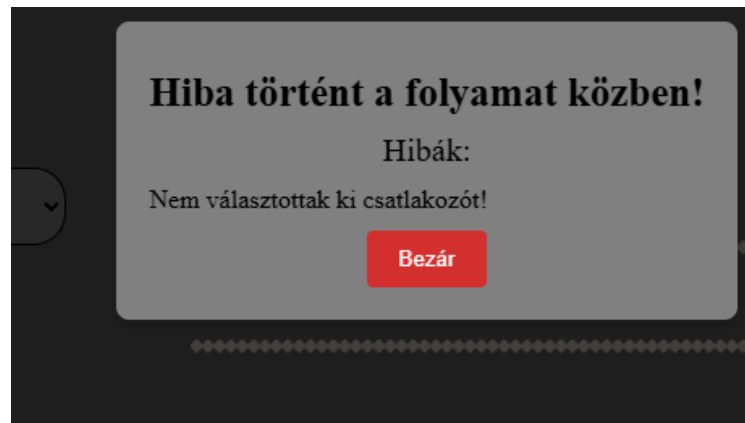 Hiba történt a folyamat közben!
Hibák:
Nem választottak ki csatlakozót!
Bezár